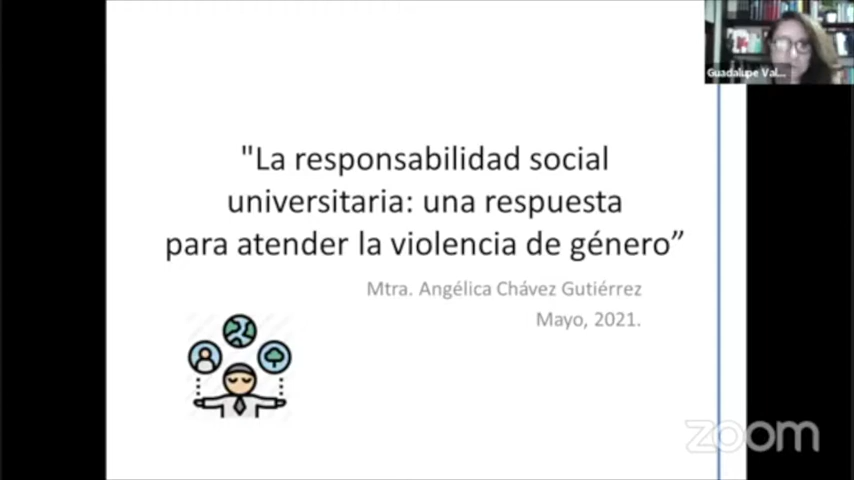 Guadalupe Val...
"La responsabilidad social
universitaria: una respuesta
para atender la violencia de género”
Mtra. Angélica Chávez Gutiérrez
Mayo, 2021.
zoom